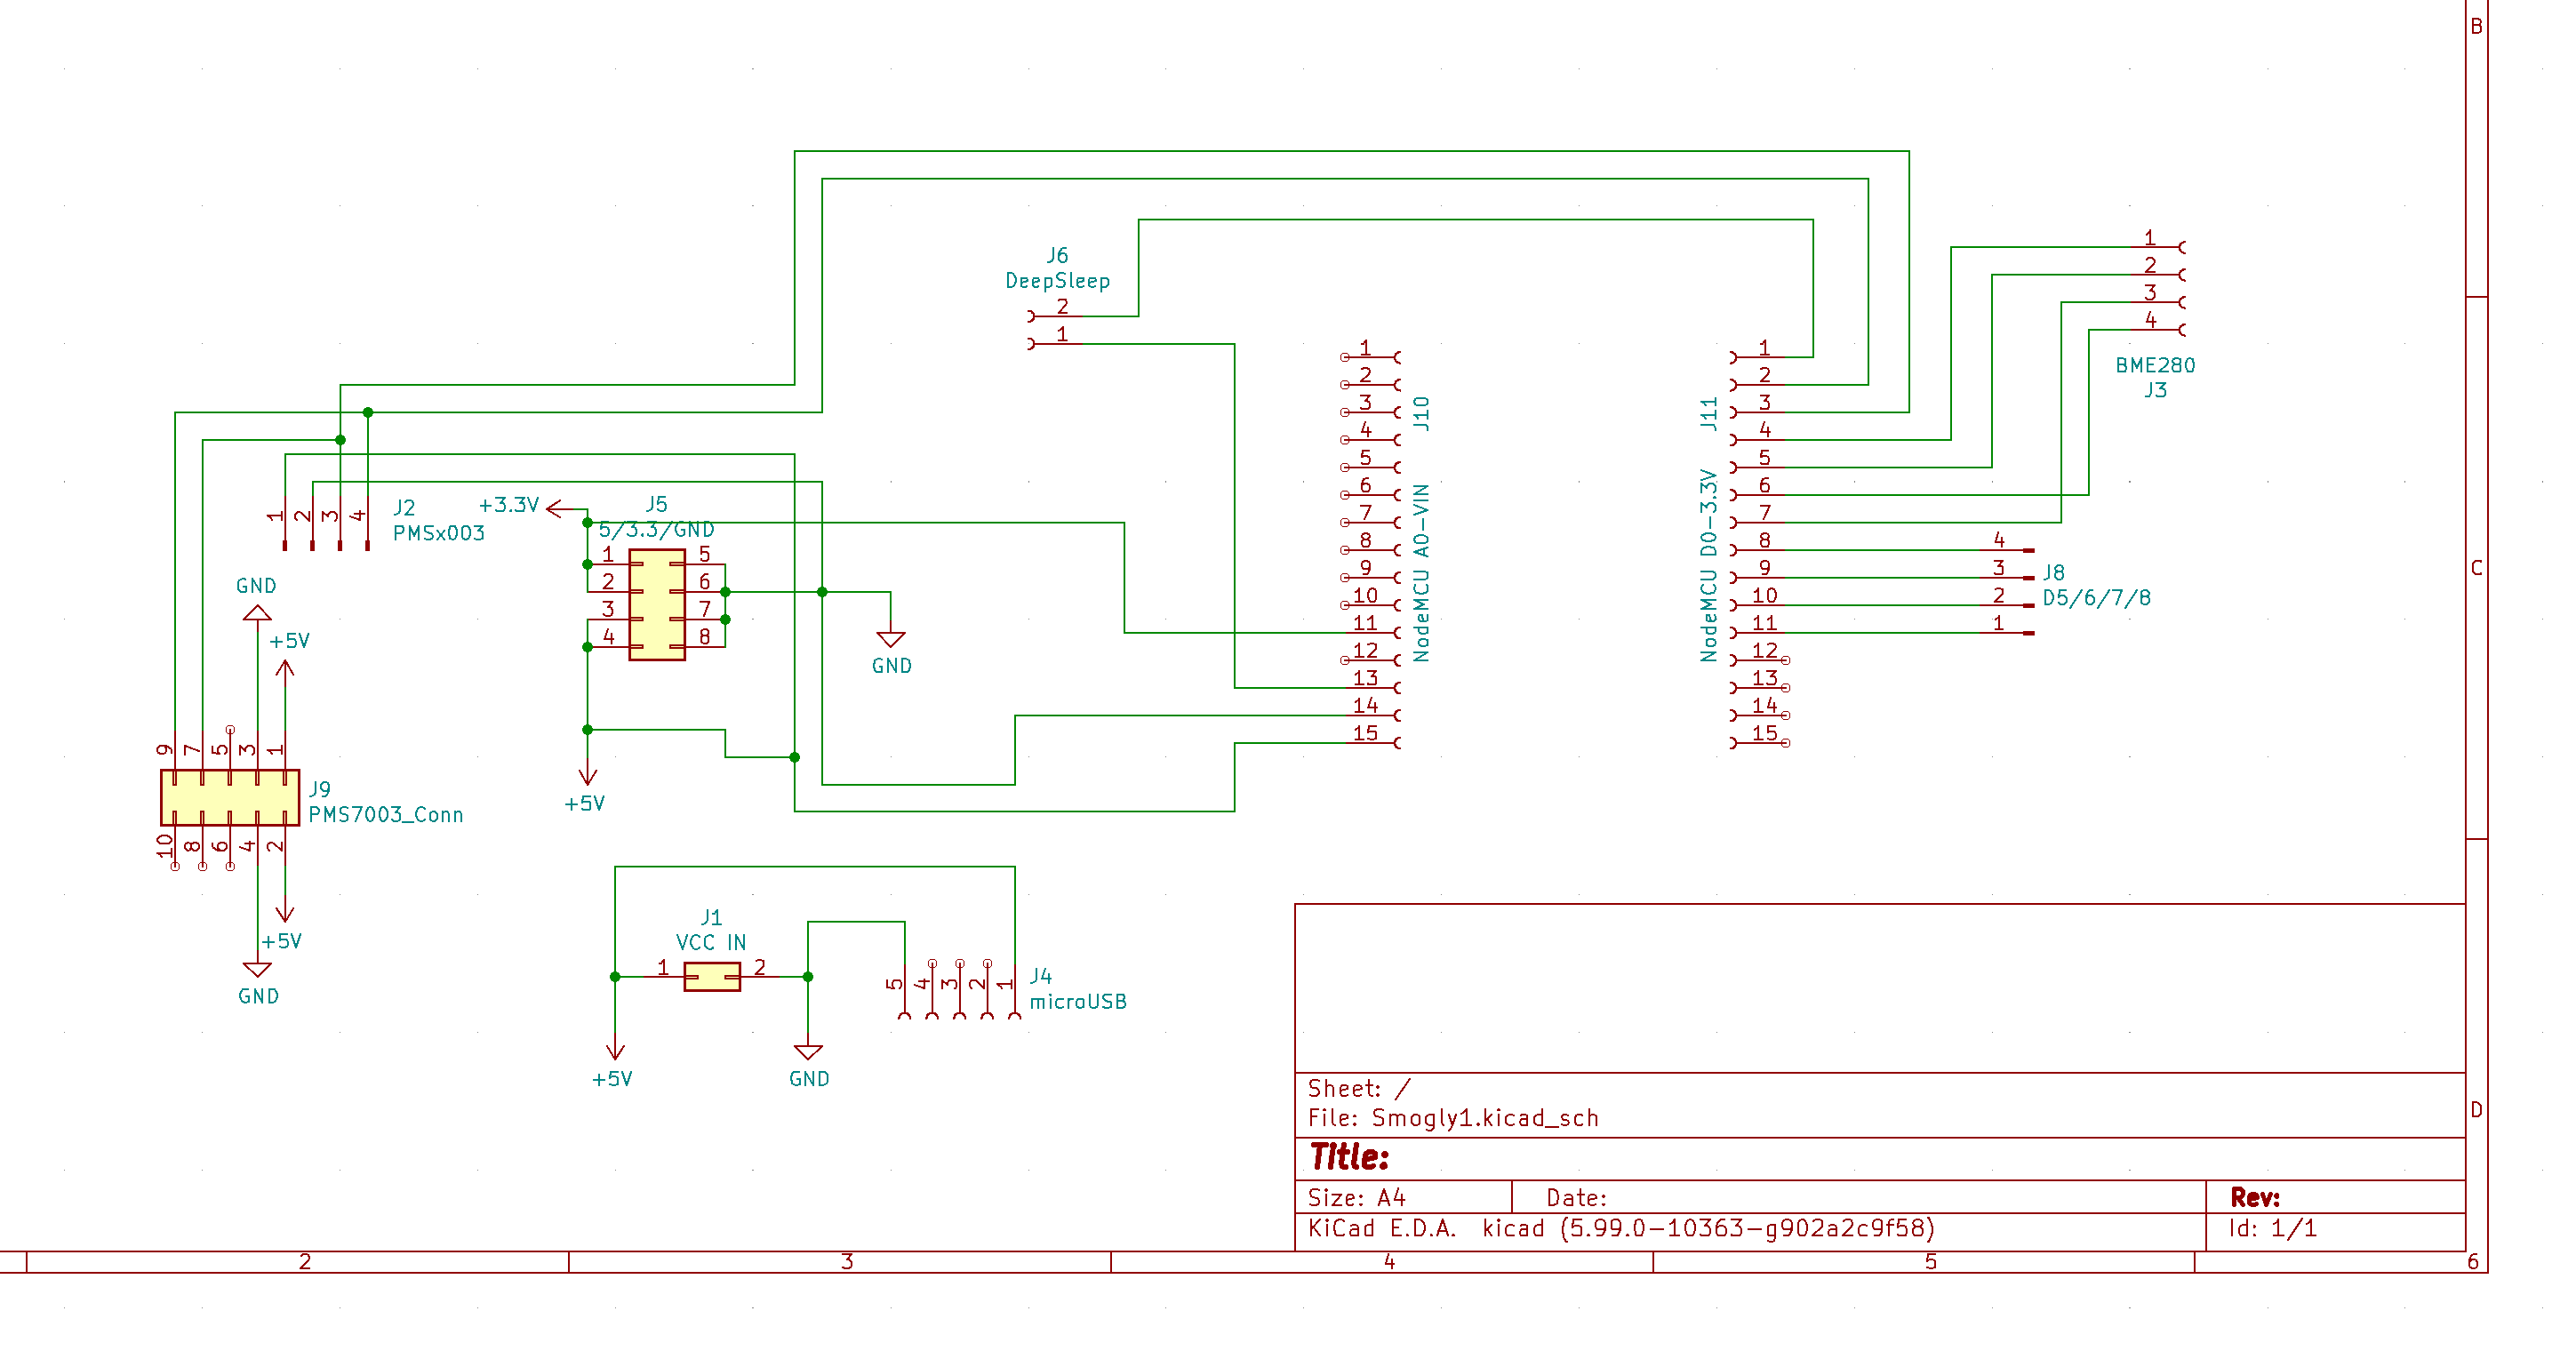 B
J6
DeepSleep
2
1
1
2
3
4
BME280
J3
1
2
3
4
5
6
7
8
9
10
11
12
13
14
15
J10
NodeMCU A0-VIN
1
2
3
4
5
6
7
8
9
10
11
12
13
14
15
J11
NodeMCU D0-3.3V
4
3
2
1
J8
D5/6/7/8
C
1
2
3
4
J2
PMSx003
+3.3V
J5
5/3.3/GND
1
2
3
4
5
6
7
8
GND
+5V
GND
+5V
9
7
5
3
1
J9
PMS7003_Conn
10
8
6
4
2
+5V
GND
J1
VCC IN
1
2
5
4
3
2
1
J4
microUSB
+5V
GND
Sheet: /
File: Smogly1.kicad_sch
Title:
Size: A4
Date:
Rev:
KiCad E.D.A. kicad (5.99.0-10363-g902a2c9f58)
Id: 1/1
D
2
3
4
5
6